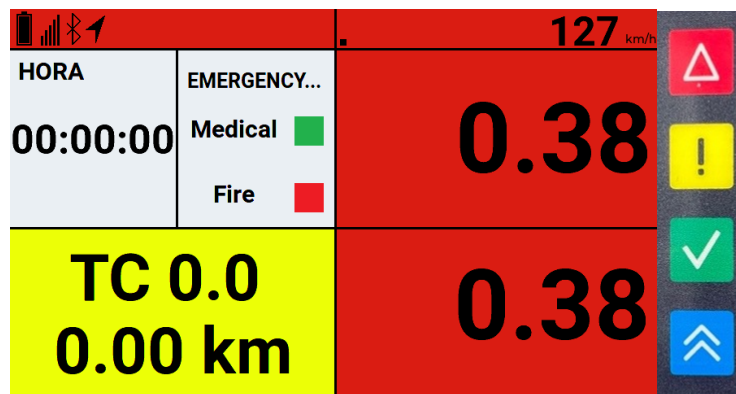 127 km/h
HORA
00:00:00
EMERGENCY...
Medical
Fire
0.38
TC 0.0
0.00 km
0.38
!